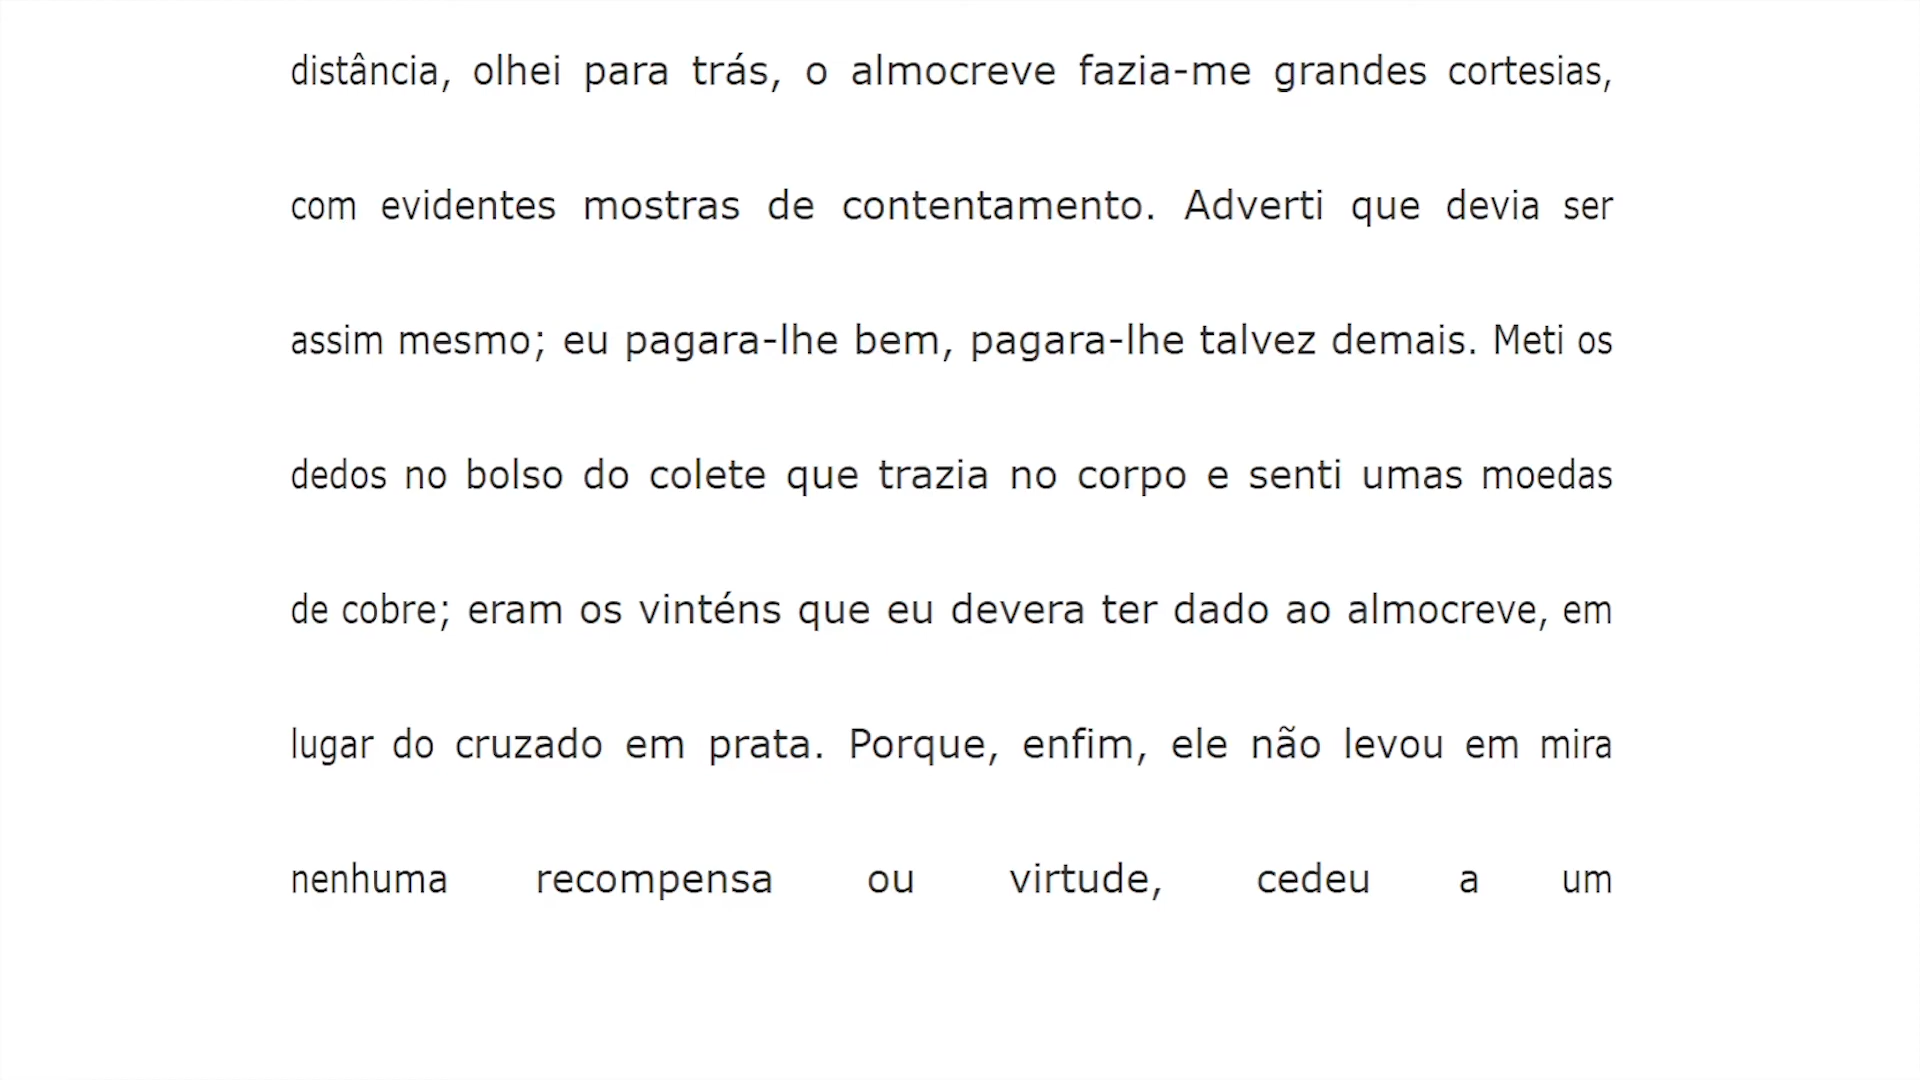 distância, olhei para trás, o almocreve fazia-me grandes cortesias,
com evidentes mostras de contentamento. Adverti que devia ser
assim mesmo; eu pagara-lhe bem, pagara-lhe talvez demais. Meti os
dedos no bolso do colete que trazia no corpo e senti umas moedas
de cobre; eram os vinténs que eu devera ter dado ao almocreve, em
lugar do cruzado em prata. Porque, enfim, ele não levou em mira
nenhuma recompensa ou virtude, cedeu a um